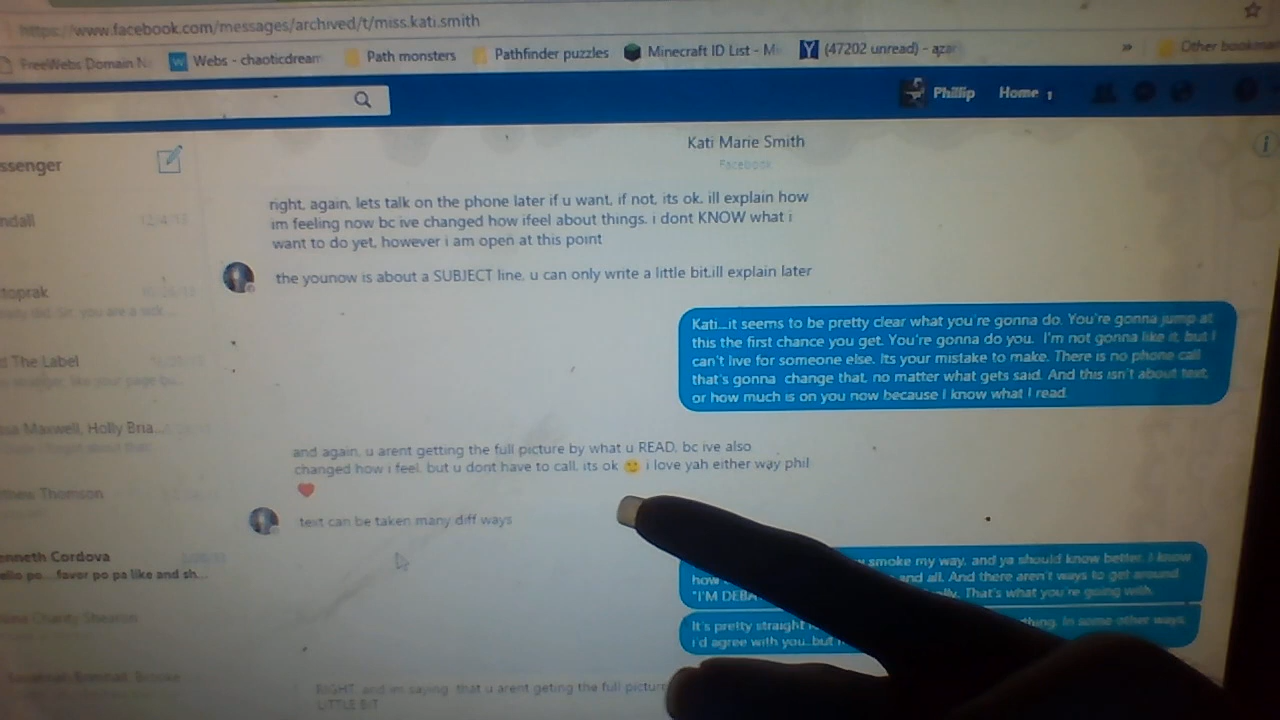 https://www.facebook.com/messages/archived/t/miss.kati.smith
FreeWebs Domain N
Webs - chaoticdream
Path monsters
Pathfinder puzzles
Minecraft ID List - M
(47202 unread) - azar
»
Other bookmar
Phillip
Home 1
ssenger
Kati Marie Smith
Facebook
ndall
right, again, lets talk on the phone later if u want, if not, its ok. ill explain how
im feeling now bc ive changed how ifeel about things. i dont KNOW what i
want to do yet, however i am open at this point
the younow is about a SUBJECT line, u can only write a little bit.ill explain later
toprak
Kati...it seems to be pretty clear what you're gonna do. You're gonna jump at
this the first chance you get. You're gonna do you. I'm not gonna like it, but I
can't live for someone else. Its your mistake to make. There is no phone call
that's gonna change that, no matter what gets said. And this isn't about text,
or how much is on you now because I know what I read.
d The Label
Maxwell, Holly Bria...
and again, u arent getting the full picture by what u READ, bc ive also
changed how i feel. but u dont have to call, its ok 🙂 i love yah either way phil
❤
Thomson
text can be taken many diff ways
enneth Cordova
po...favor po pa like and sh...
smoke my way, and ya should know better. I know
how and all. And there aren't ways to get around
"I'M That's what you're going with.
It's pretty straight thing. In some other ways,
i'd agree with you..but
Charity
RIGHT, and im saying that u arent geting the full picture
LITTLE BIT